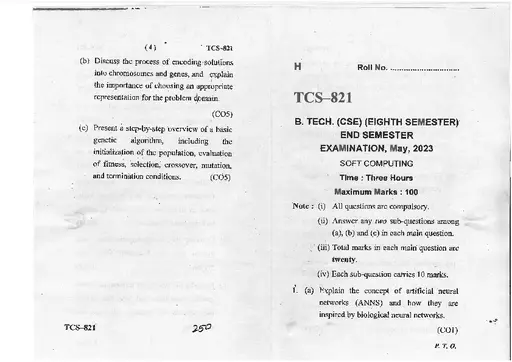 ( 4 ) TCS-821
(b) Discuss the process of encoding solutions
into chromosomes and genes, and explain
the importance of choosing an appropriate
representation for the problem domain.
(CO5)
(c) Present a step-by-step overview of a basic
genetic algorithm, including the
initialization of the population, evaluation
of fitness, selection, crossover, mutation,
and termination conditions. (CO5)
TCS-821 250
H Roll No. ..............................
TCS–821
B. TECH. (CSE) (EIGHTH SEMESTER)
END SEMESTER
EXAMINATION, May, 2023
SOFT COMPUTING
Time : Three Hours
Maximum Marks : 100
Note : (i) All questions are compulsory.
(ii) Answer any two sub-questions among
(a), (b) and (c) in each main question.
(iii) Total marks in each main question are
twenty.
(iv) Each sub-question carries 10 marks.
1. (a) Explain the concept of artificial neural
networks (ANNS) and how they are
inspired by biological neural networks.
(CO1)
P. T. O.